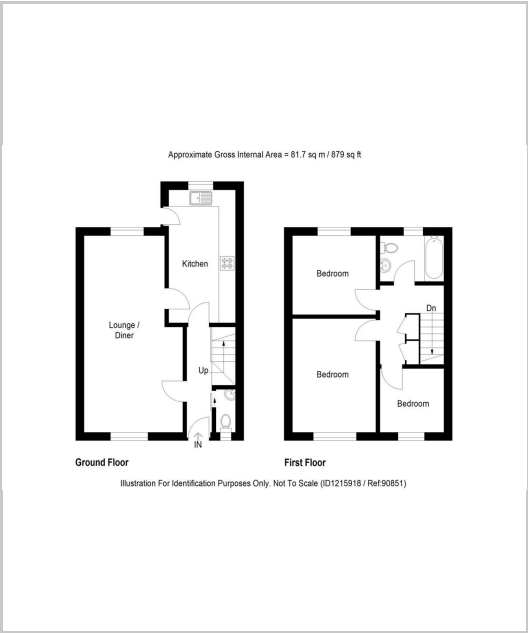 Approximate Gross Internal Area = 81.7 sq m / 879 sq ft
Kitchen
Lounge /
Diner
Up
IN
Ground Floor
Bedroom
Dn
Bedroom
Bedroom
First Floor
Illustration For Identification Purposes Only. Not To Scale (ID1215918 / Ref:90851)